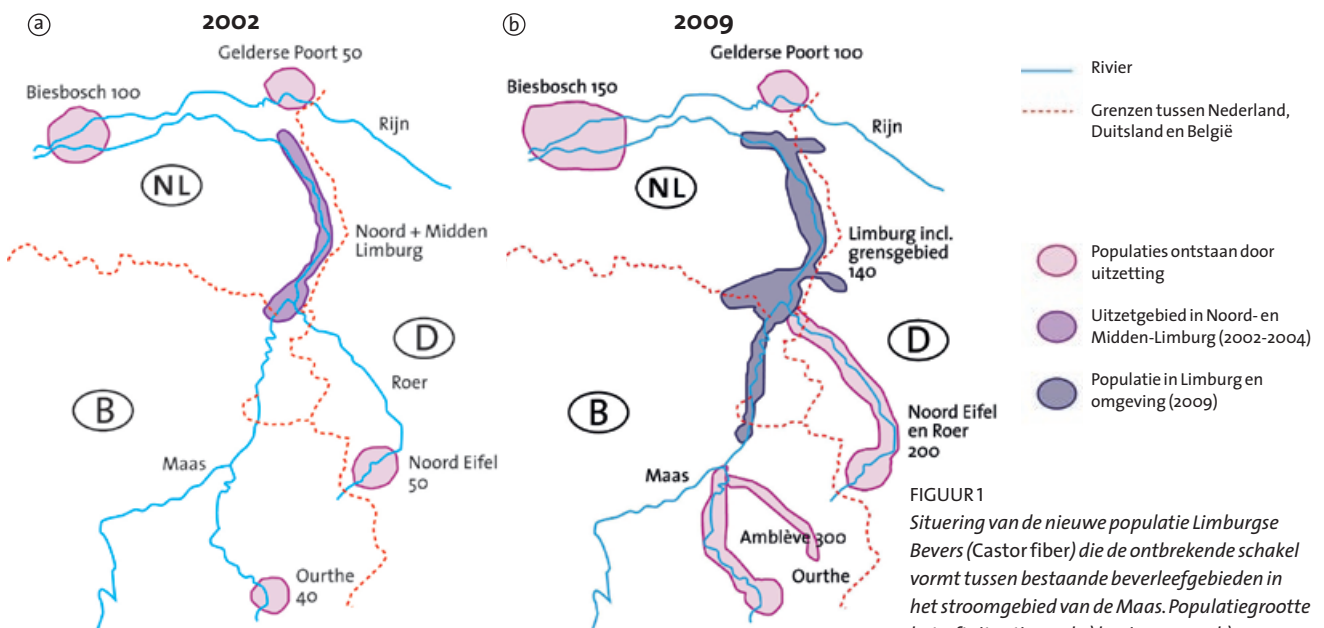 a
2002
Gelderse Poort 50
Biesbosch 100
Rijn
NL
Noord + Midden
Limburg
D
Roer
B
Maas
Noord Eifel
50
Ourthe
40
b
2009
Gelderse Poort 100
Biesbosch 150
Rijn
NL
Limburg incl.
grensgebied
140
D
B
Noord Eifel
en Roer
200
Maas
Amblève 300
Ourthe
Rivier
Grenzen tussen Nederland,
Duitsland en België
Populaties ontstaan door
uitzetting
Uitzetgebied in Noord- en
Midden-Limburg (2002-2004)
Populatie in Limburg en
omgeving (2009)
FIGUUR 1
Situering van de nieuwe populatie Limburgse
Bevers (Castor fiber) die de ontbrekende schakel
vormt tussen bestaande beverleefgebieden in
het stroomgebied van de Maas. Populatiegrootte